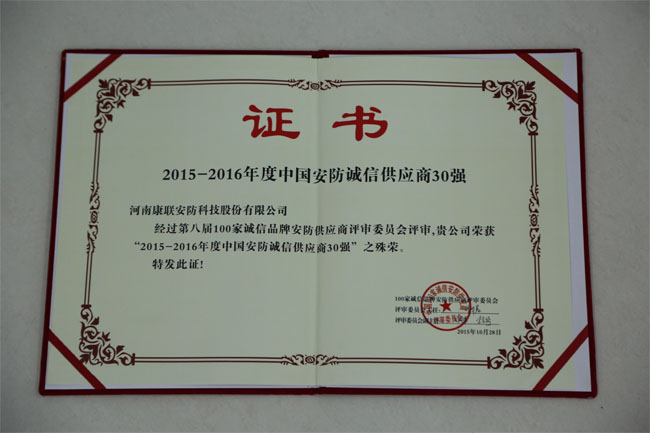 证书
2015-2016年度中国安防诚信供应商30强
河南康联安防科技股份有限公司
经过第八届100家诚信品牌安防供应商评审委员会评审,贵公司荣获
“2015-2016年度中国安防诚信供应商30强”之殊荣。
特发此证!
100家诚信品牌安防供应商评审委员会
评审委员会主任:
评审委员会副主任:
2015年10月28日